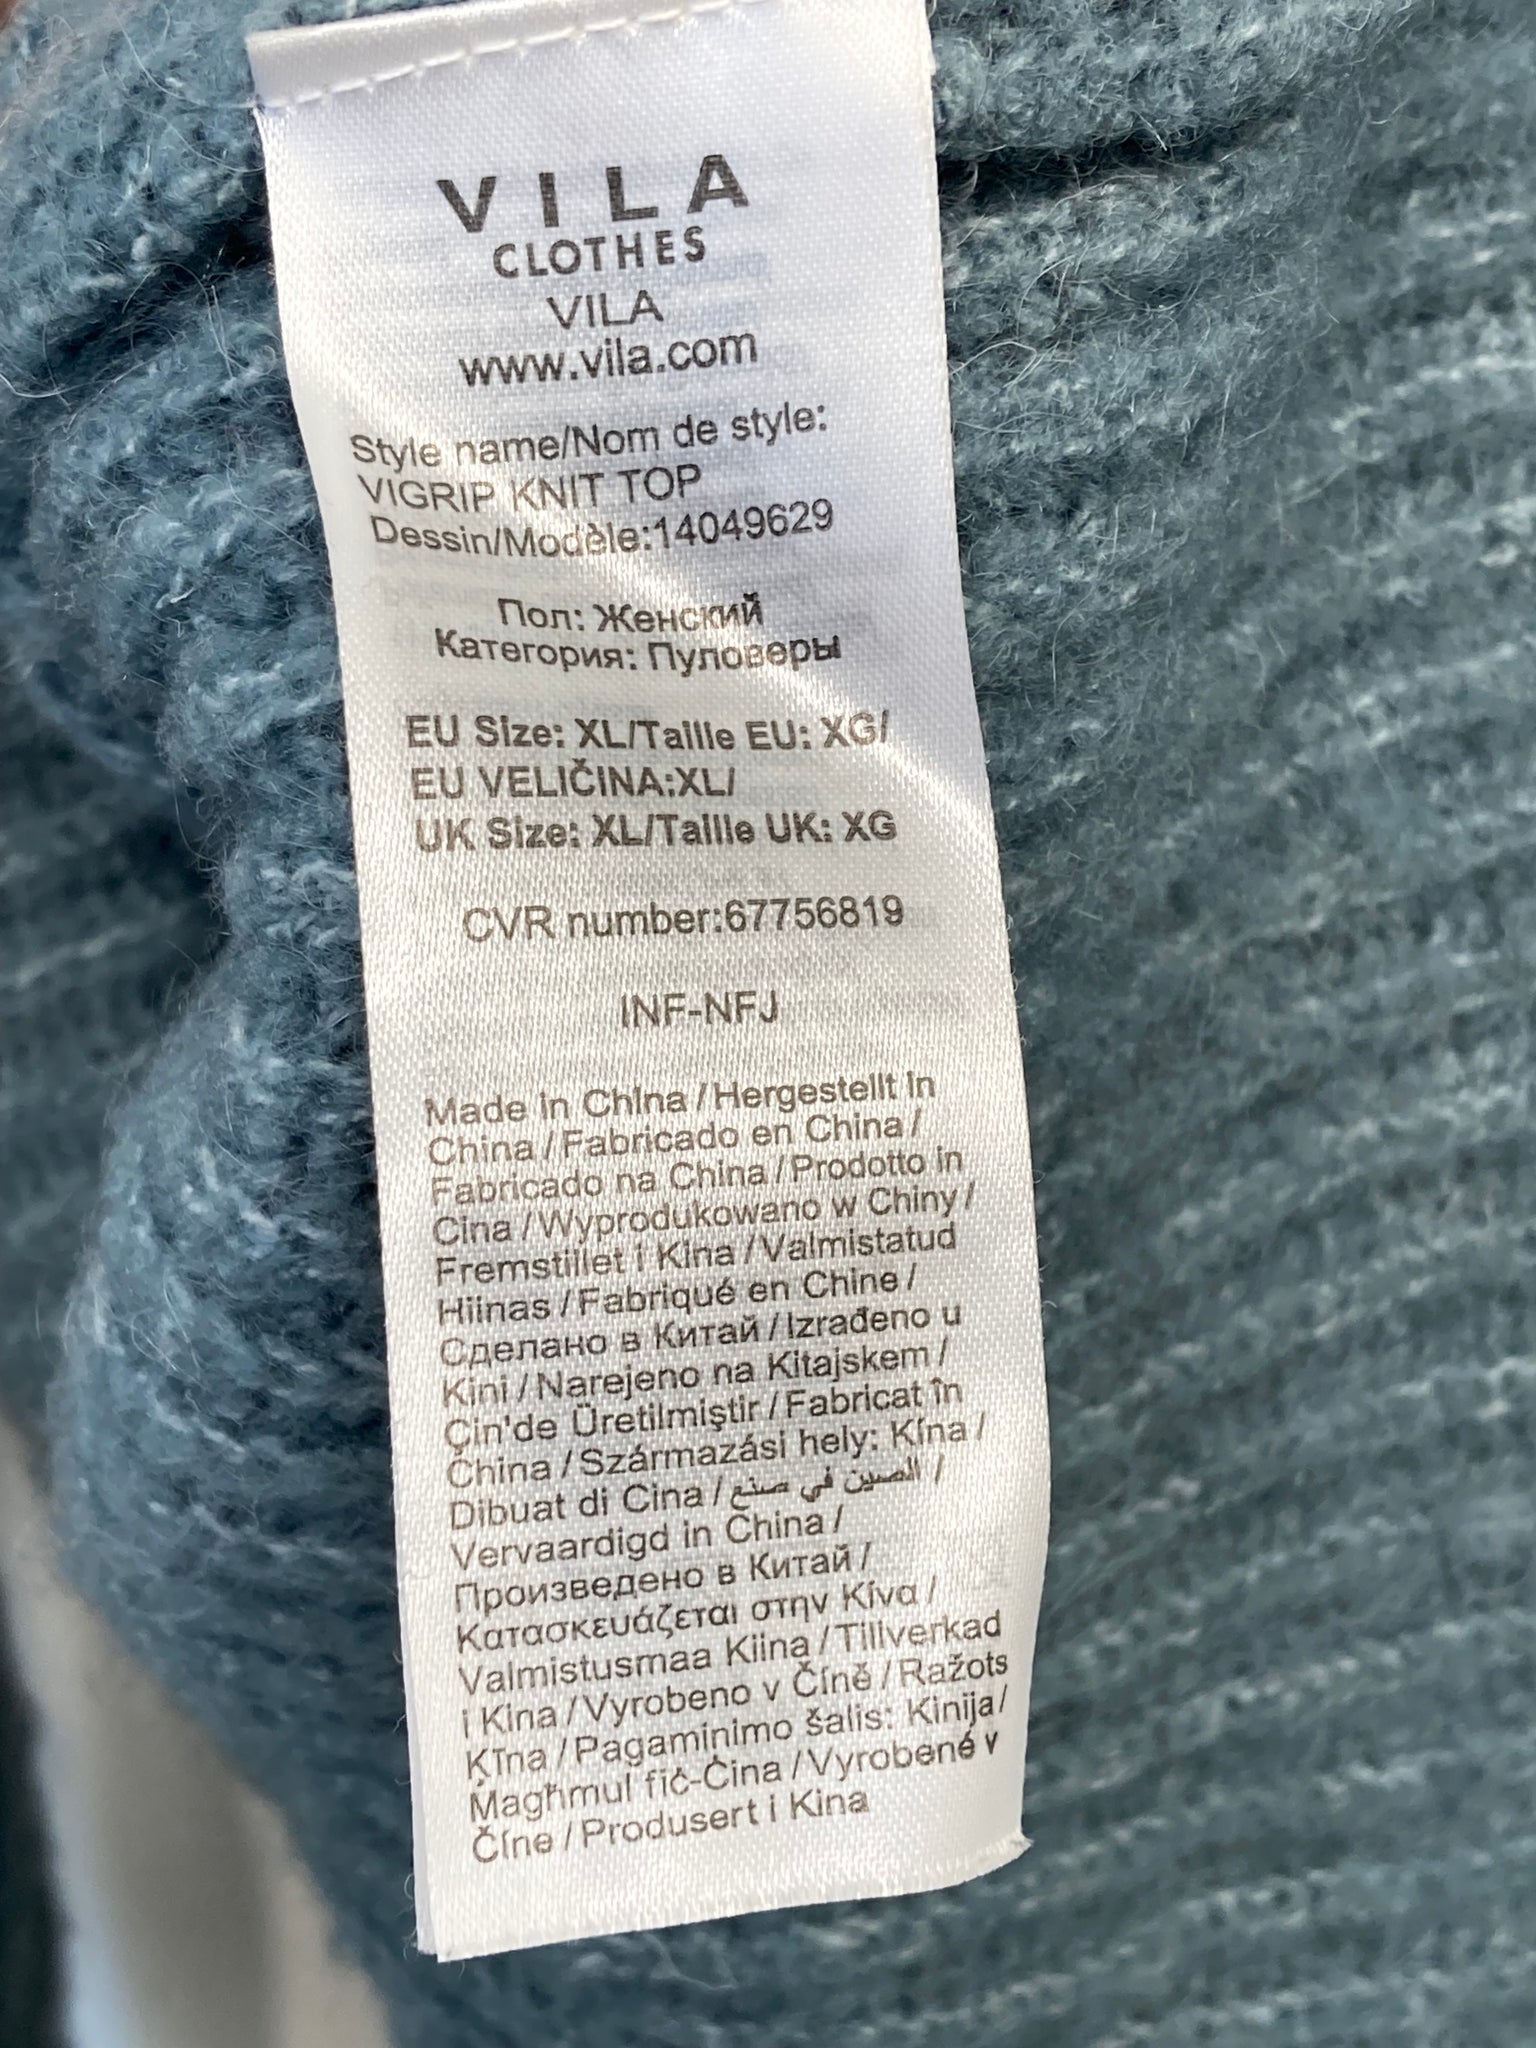 VILA
CLOTHES
VILA
www.vila.com
Style name/Nom de style:
VIGRIP KNIT TOP
Dessin/Modèle:14049629
Пол: Женский
Категория: Пуловеры
EU Size: XL/Taille EU: XG/
EU VELIČINA:XL/
UK Size: XL/Taille UK: XG
CVR number:67756819
INF-NFJ
Made in China / Hergestellt in
China / Fabricado en China /
Fabricado na China / Prodotto in
Cina / Wyprodukowano w Chiny /
Fremstillet i Kina / Valmistatud
Hiinas / Fabriqué en Chine /
Сделано в Китай / Izrađeno u
Kini / Narejeno na Kitajskem /
Çin'de Üretilmiştir / Fabricat în
China / Származási hely: Kína /
Dibuat di Cina / الصين في صنع /
Vervaardigd in China /
Произведено в Китай /
Κατασκευάζεται στην Κίνα /
Valmistusmaa Kiina / Tillverkad
i Kina / Vyrobeno v Číně / Ražots
Ķīna / Pagaminimo šalis: Kinija/
Magħmul fiċ-Ċina / Vyrobené v
Číne / Produsert i Kina